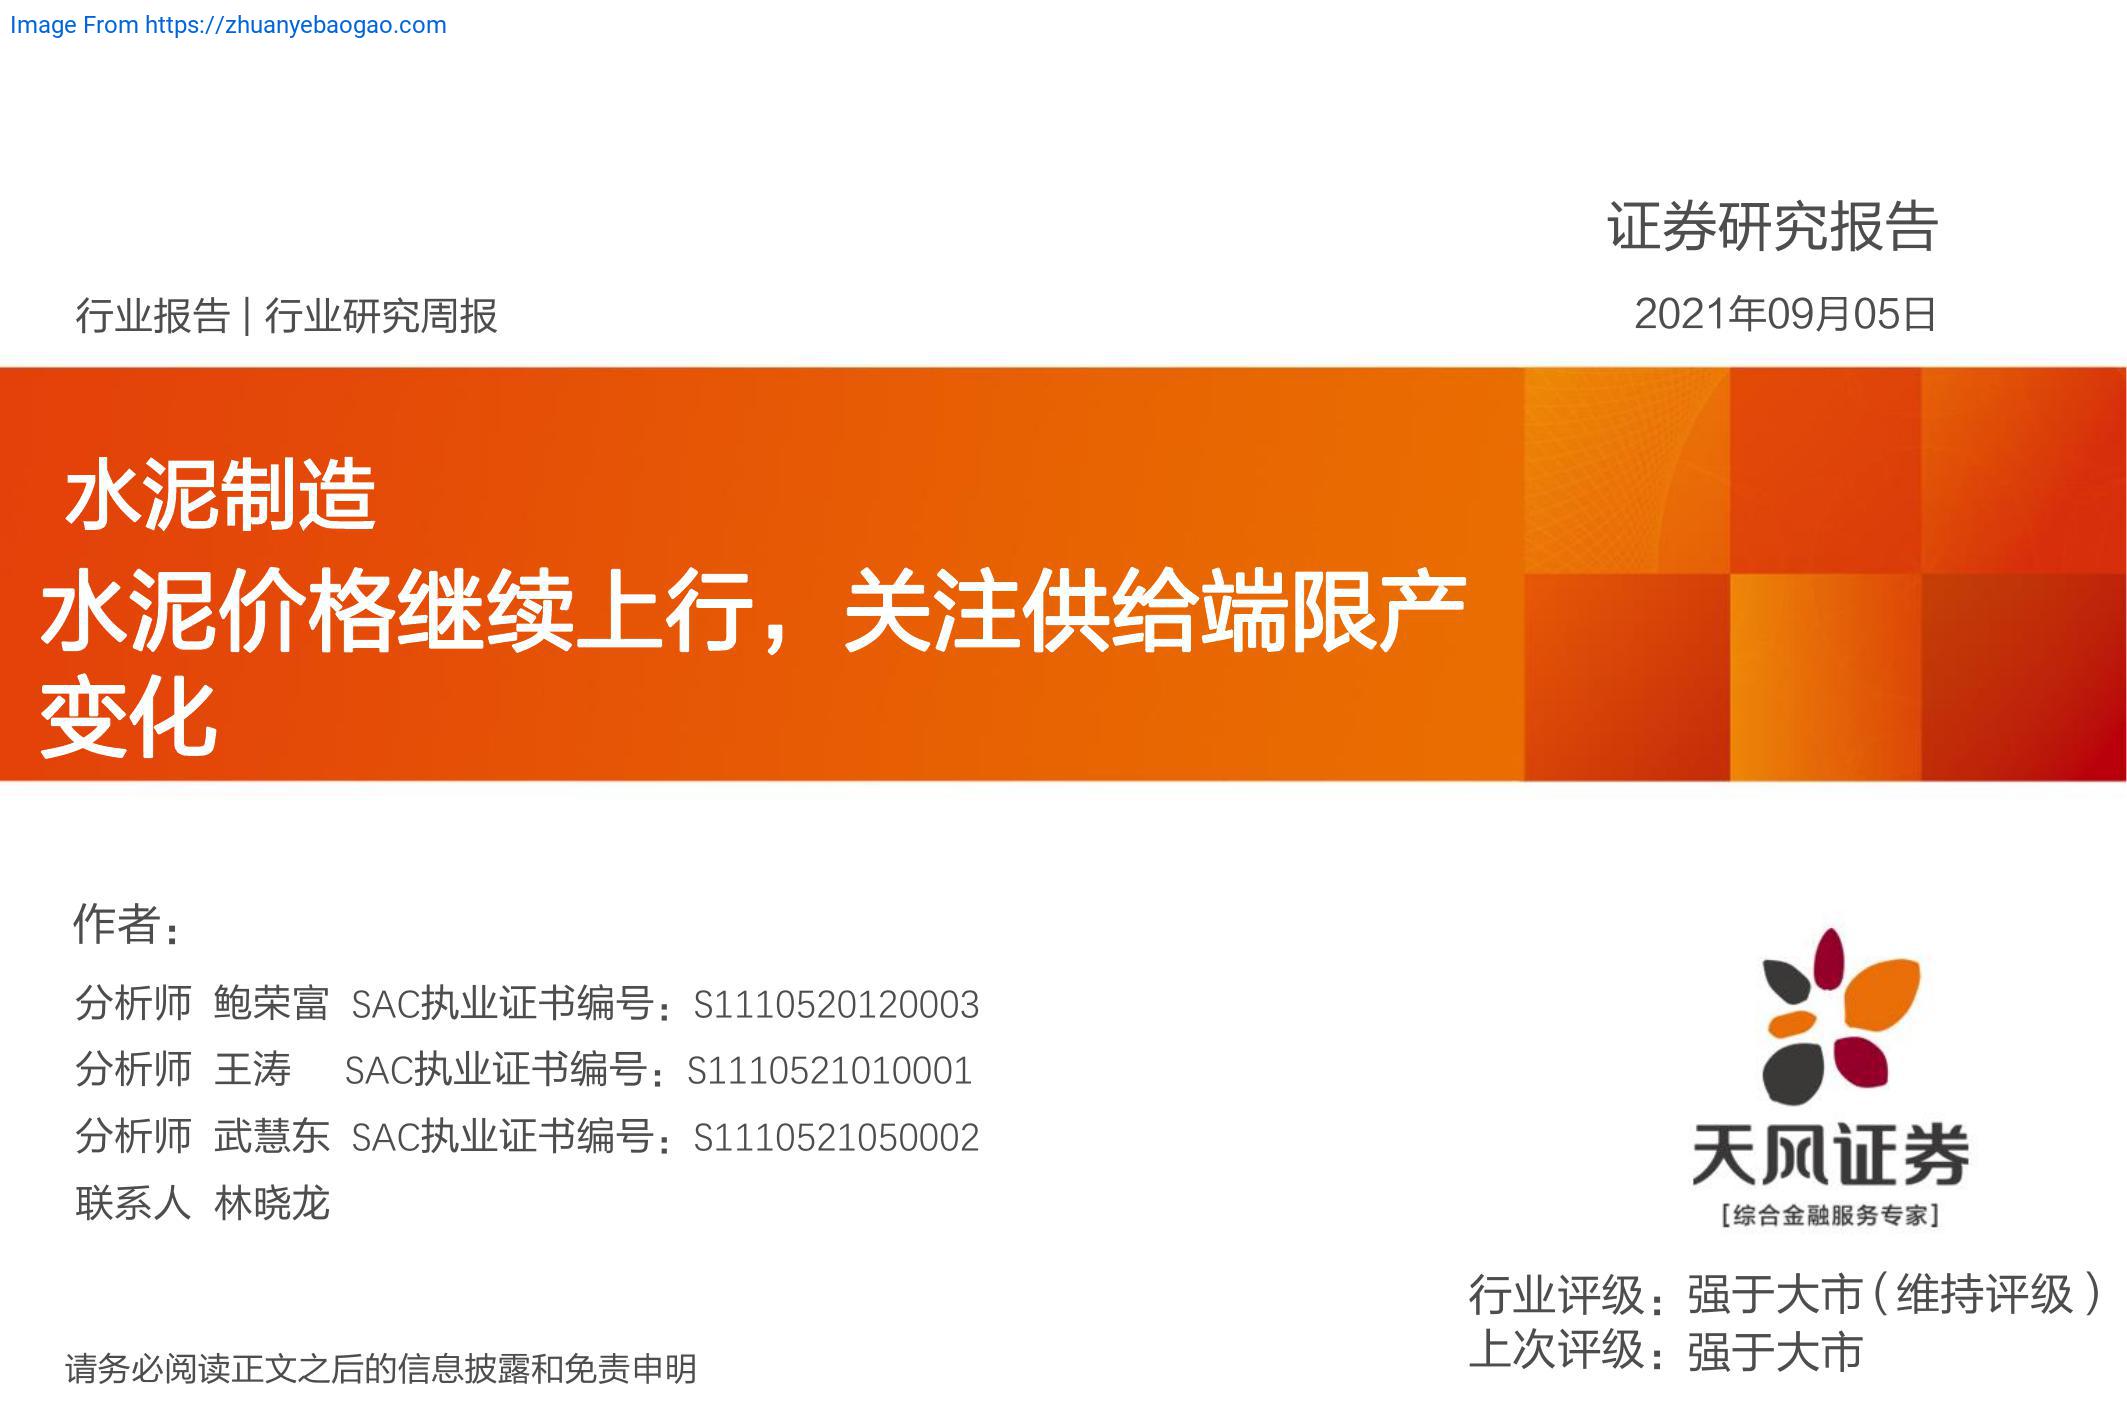 Image From https://zhuanyebaogao.com
证券研究报告
行业报告 | 行业研究周报
2021年09月05日
水泥制造
水泥价格继续上行，关注供给端限产
变化
作者：
分析师 鲍荣富 SAC执业证书编号：S1110520120003
分析师 王涛 SAC执业证书编号：S1110521010001
分析师 武慧东 SAC执业证书编号：S1110521050002
联系人 林晓龙
天风证券
[综合金融服务专家]
行业评级：强于大市（维持评级）
上次评级：强于大市
请务必阅读正文之后的信息披露和免责申明